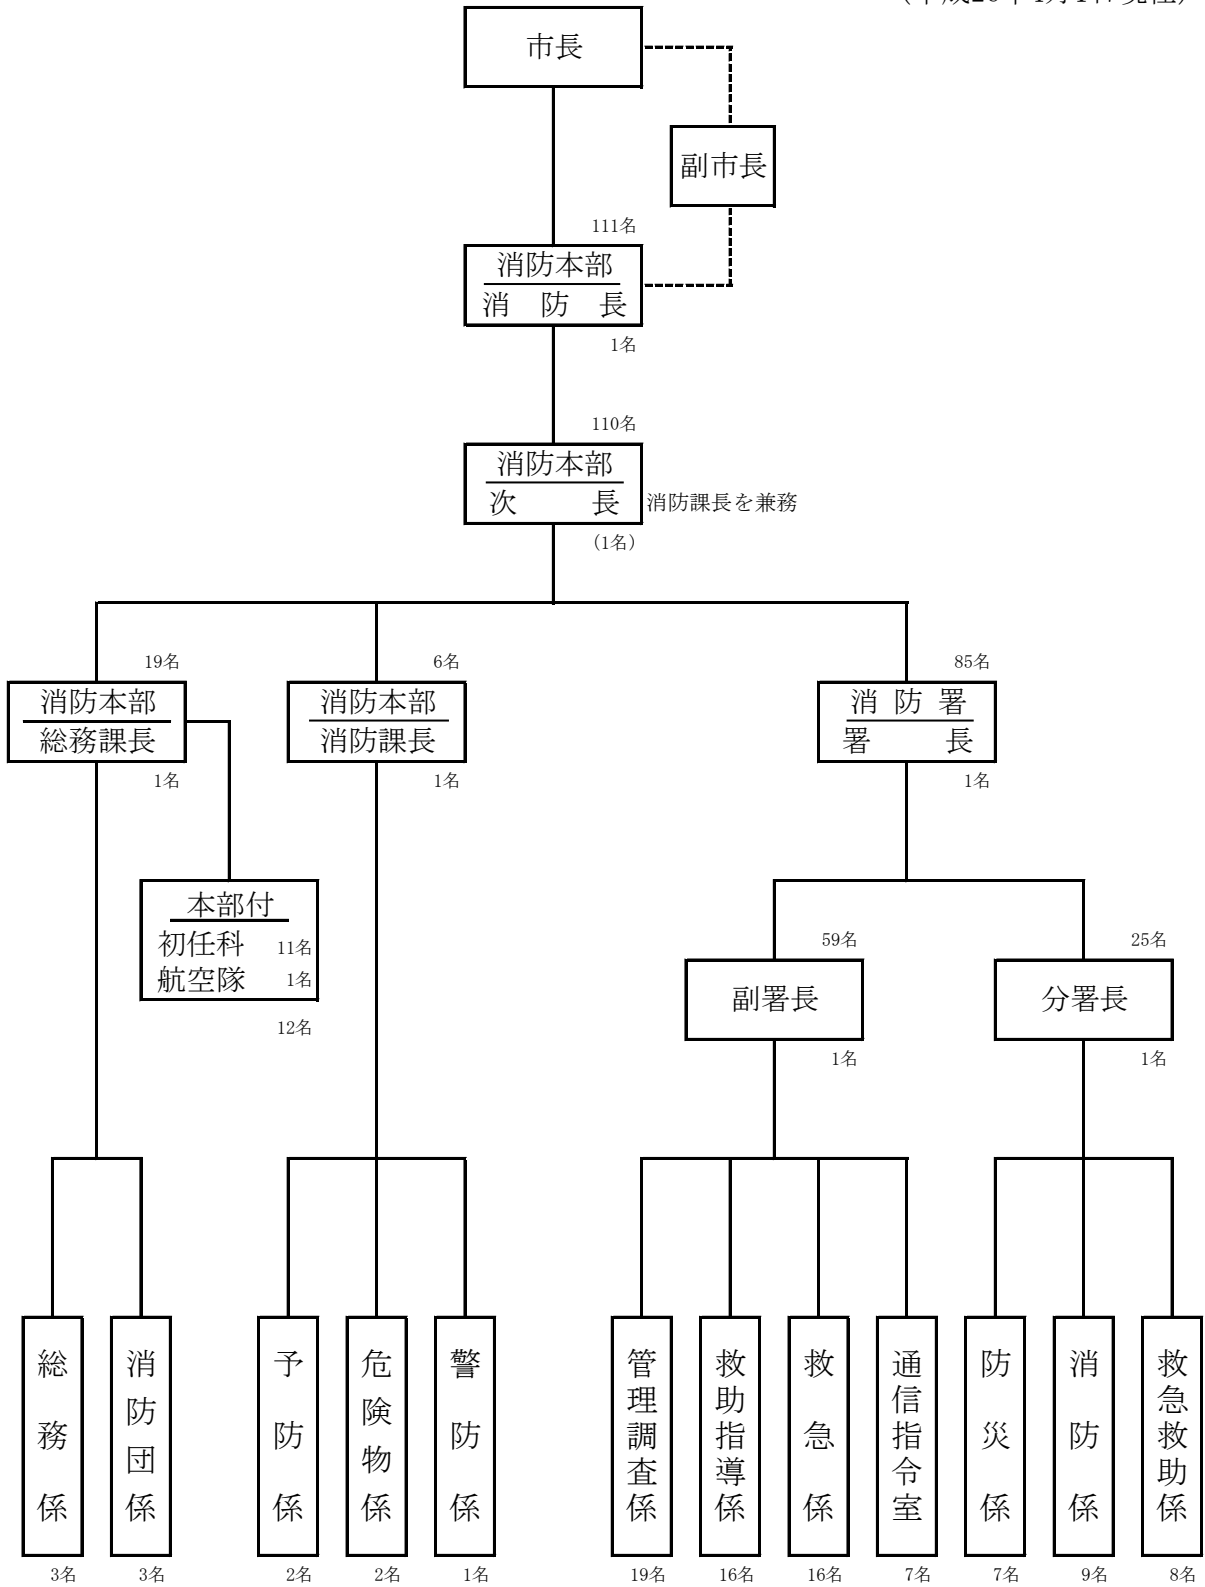 市長
副市長
111名
消防本部
消　防　長
1名
110名
消防本部
次　　　長
消防課長を兼務
(1名)
19名
消防本部
総務課長
1名
6名
消防本部
消防課長
1名
85名
消 防 署
署　　　長
1名
本部付
初任科 11名
航空隊 1名
12名
59名
副署長
1名
25名
分署長
1名
総務係
3名
消防団係
3名
予防係
2名
危険物係
2名
警防係
1名
管理調査係
19名
救助指導係
16名
救急係
16名
通信指令室
7名
防災係
7名
消防係
9名
救急救助係
8名